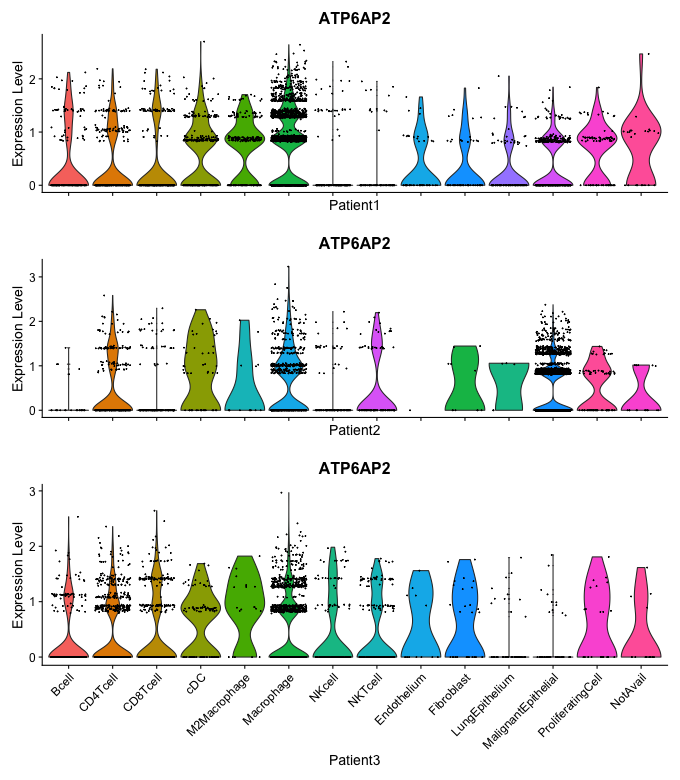 ATP6AP2
Expression Level
2
1
0
Patient1
ATP6AP2
Expression Level
3
2
1
0
Patient2
ATP6AP2
Expression Level
3
2
1
0
Bcell
CD4Tcell
CD8Tcell
cDC
M2Macrophage
Macrophage
NKcell
NKTcell
Endothelium
Fibroblast
LungEpithelium
MalignantEpithelial
ProliferatingCell
NotAvail
Patient3